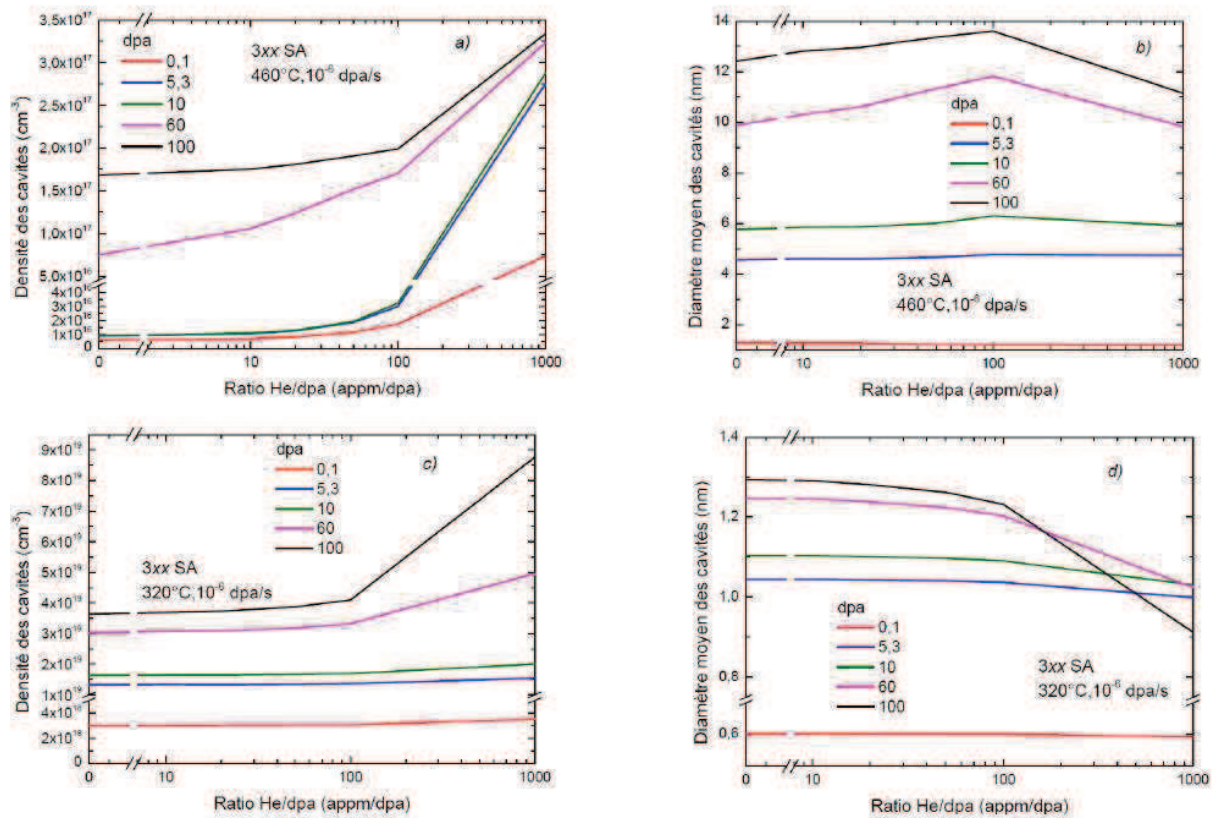 a)
3xx SA
460°C,10⁻⁶ dpa/s
dpa
0,1
5,3
10
60
100
Densité des cavités (cm⁻³)
3.5x10¹⁷
3.0x10¹⁷
2.5x10¹⁷
2.0x10¹⁷
1.5x10¹⁷
1.0x10¹⁷
5.0x10¹⁶
4x10¹⁶
3x10¹⁶
2x10¹⁶
1x10¹⁶
0
0 10 100 1000
Ratio He/dpa (appm/dpa)
b)
Diamètre moyen des cavités (nm)
14
12
10
8
6
4
2
dpa
0,1
5,3
10
60
100
3xx SA
460°C,10⁻⁶ dpa/s
0 10 100 1000
Ratio He/dpa (appm/dpa)
c)
dpa
0,1
5,3
10
60
100
Densité des cavités (cm⁻³)
9x10¹⁹
8x10¹⁹
7x10¹⁹
6x10¹⁹
5x10¹⁹
4x10¹⁹
3x10¹⁹
2x10¹⁹
1x10¹⁹
4x10¹⁸
2x10¹⁸
0
3xx SA
320°C,10⁻⁶ dpa/s
0 10 100 1000
Ratio He/dpa (appm/dpa)
d)
Diamètre moyen des cavités (nm)
1,4
1,2
1,0
0,8
0,6
dpa
0,1
5,3
10
60
100
3xx SA
320°C,10⁻⁶ dpa/s
0 10 100 1000
Ratio He/dpa (appm/dpa)